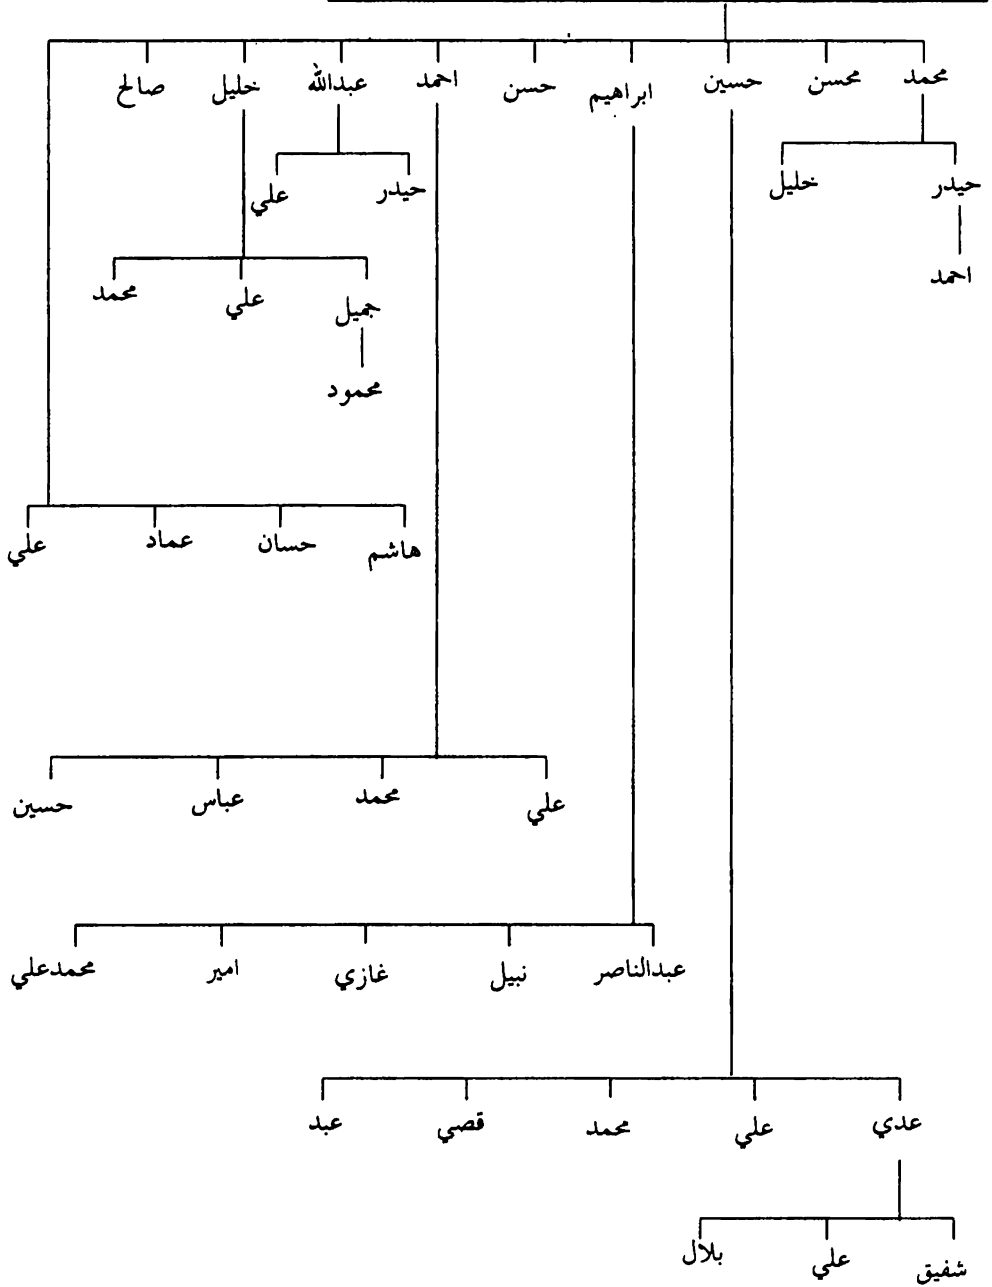 محمد محسن حسين ابراهيم حسن احمد عبدالله خليل صالح
حيدر خليل حيدر علي
احمد
جميل علي محمد
محمود
هاشم حسان عماد علي
علي محمد عباس حسين
عبدالناصر نبيل غازي امير محمدعلي
عدي علي محمد قصي عبد
شفيق علي بلال